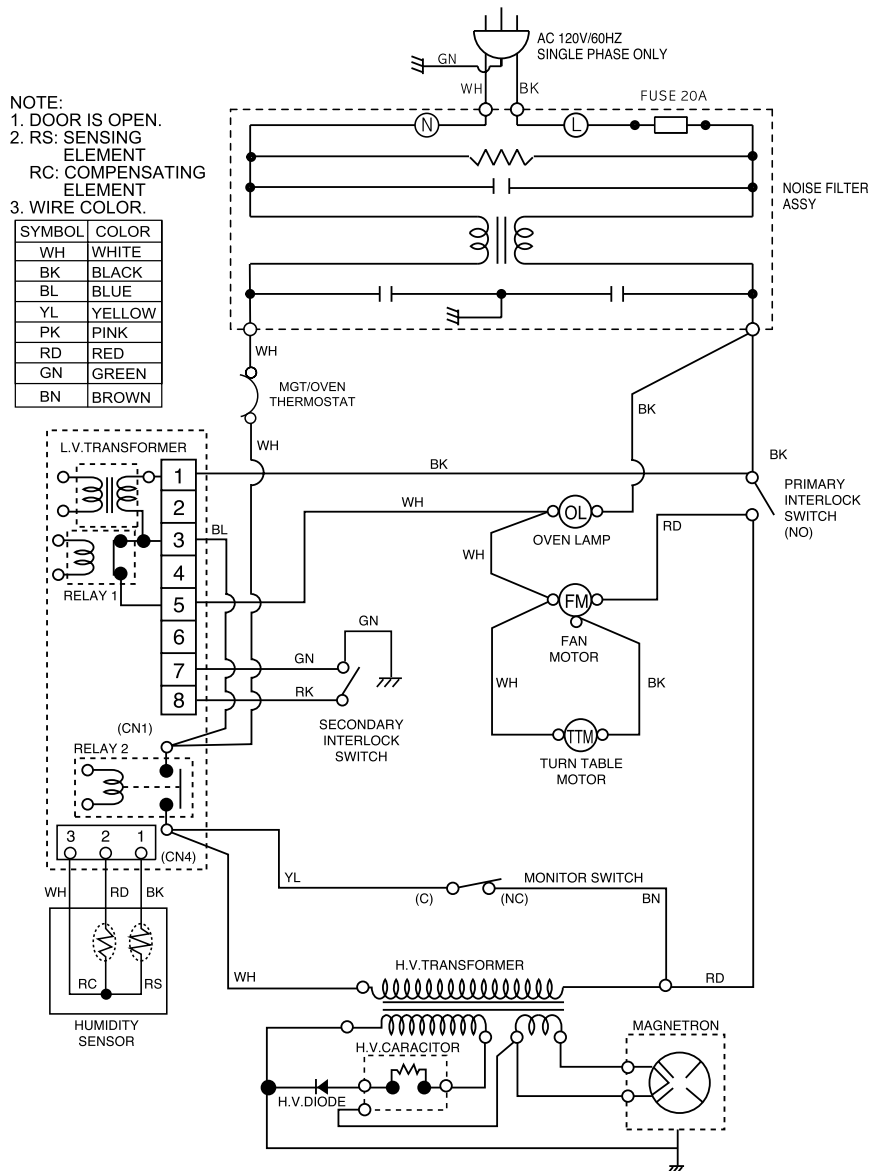 AC 120V/60HZ
SINGLE PHASE ONLY
GN
WH
BK
FUSE 20A
NOTE:
1. DOOR IS OPEN.
2. RS: SENSING
ELEMENT
RC: COMPENSATING
ELEMENT
3. WIRE COLOR.
SYMBOL COLOR
WH WHITE
BK BLACK
BL BLUE
YL YELLOW
PK PINK
RD RED
GN GREEN
BN BROWN
N
L
NOISE FILTER
ASSY
WH
MGT/OVEN
THERMOSTAT
WH
BK
L.V.TRANSFORMER
1
2
3
4
5
6
7
8
BK
BK
PRIMARY
INTERLOCK
SWITCH
(NO)
WH
OL
OVEN LAMP
RD
BL
WH
RELAY 1
FM
FAN
MOTOR
GN
GN
RK
SECONDARY
INTERLOCK
SWITCH
WH
BK
TTM
TURN TABLE
MOTOR
(CN1)
RELAY 2
3 2 1
(CN4)
WH RD BK
YL
(C)
(NC)
MONITOR SWITCH
BN
RC
RS
HUMIDITY
SENSOR
WH
H.V.TRANSFORMER
RD
H.V.CARACITOR
H.V.DIODE
MAGNETRON